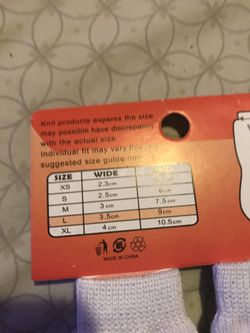 Knit products esperss the size
may possible have discrepancy
with the actual size.
Individual fit may vary this
suggested size guide only
SIZE WIDE
XS 2.3cm
S 2.5cm 6cm
M 3cm 7.5cm
L 3.5cm 9cm
XL 4cm 10.5cm
MADE IN CHINA